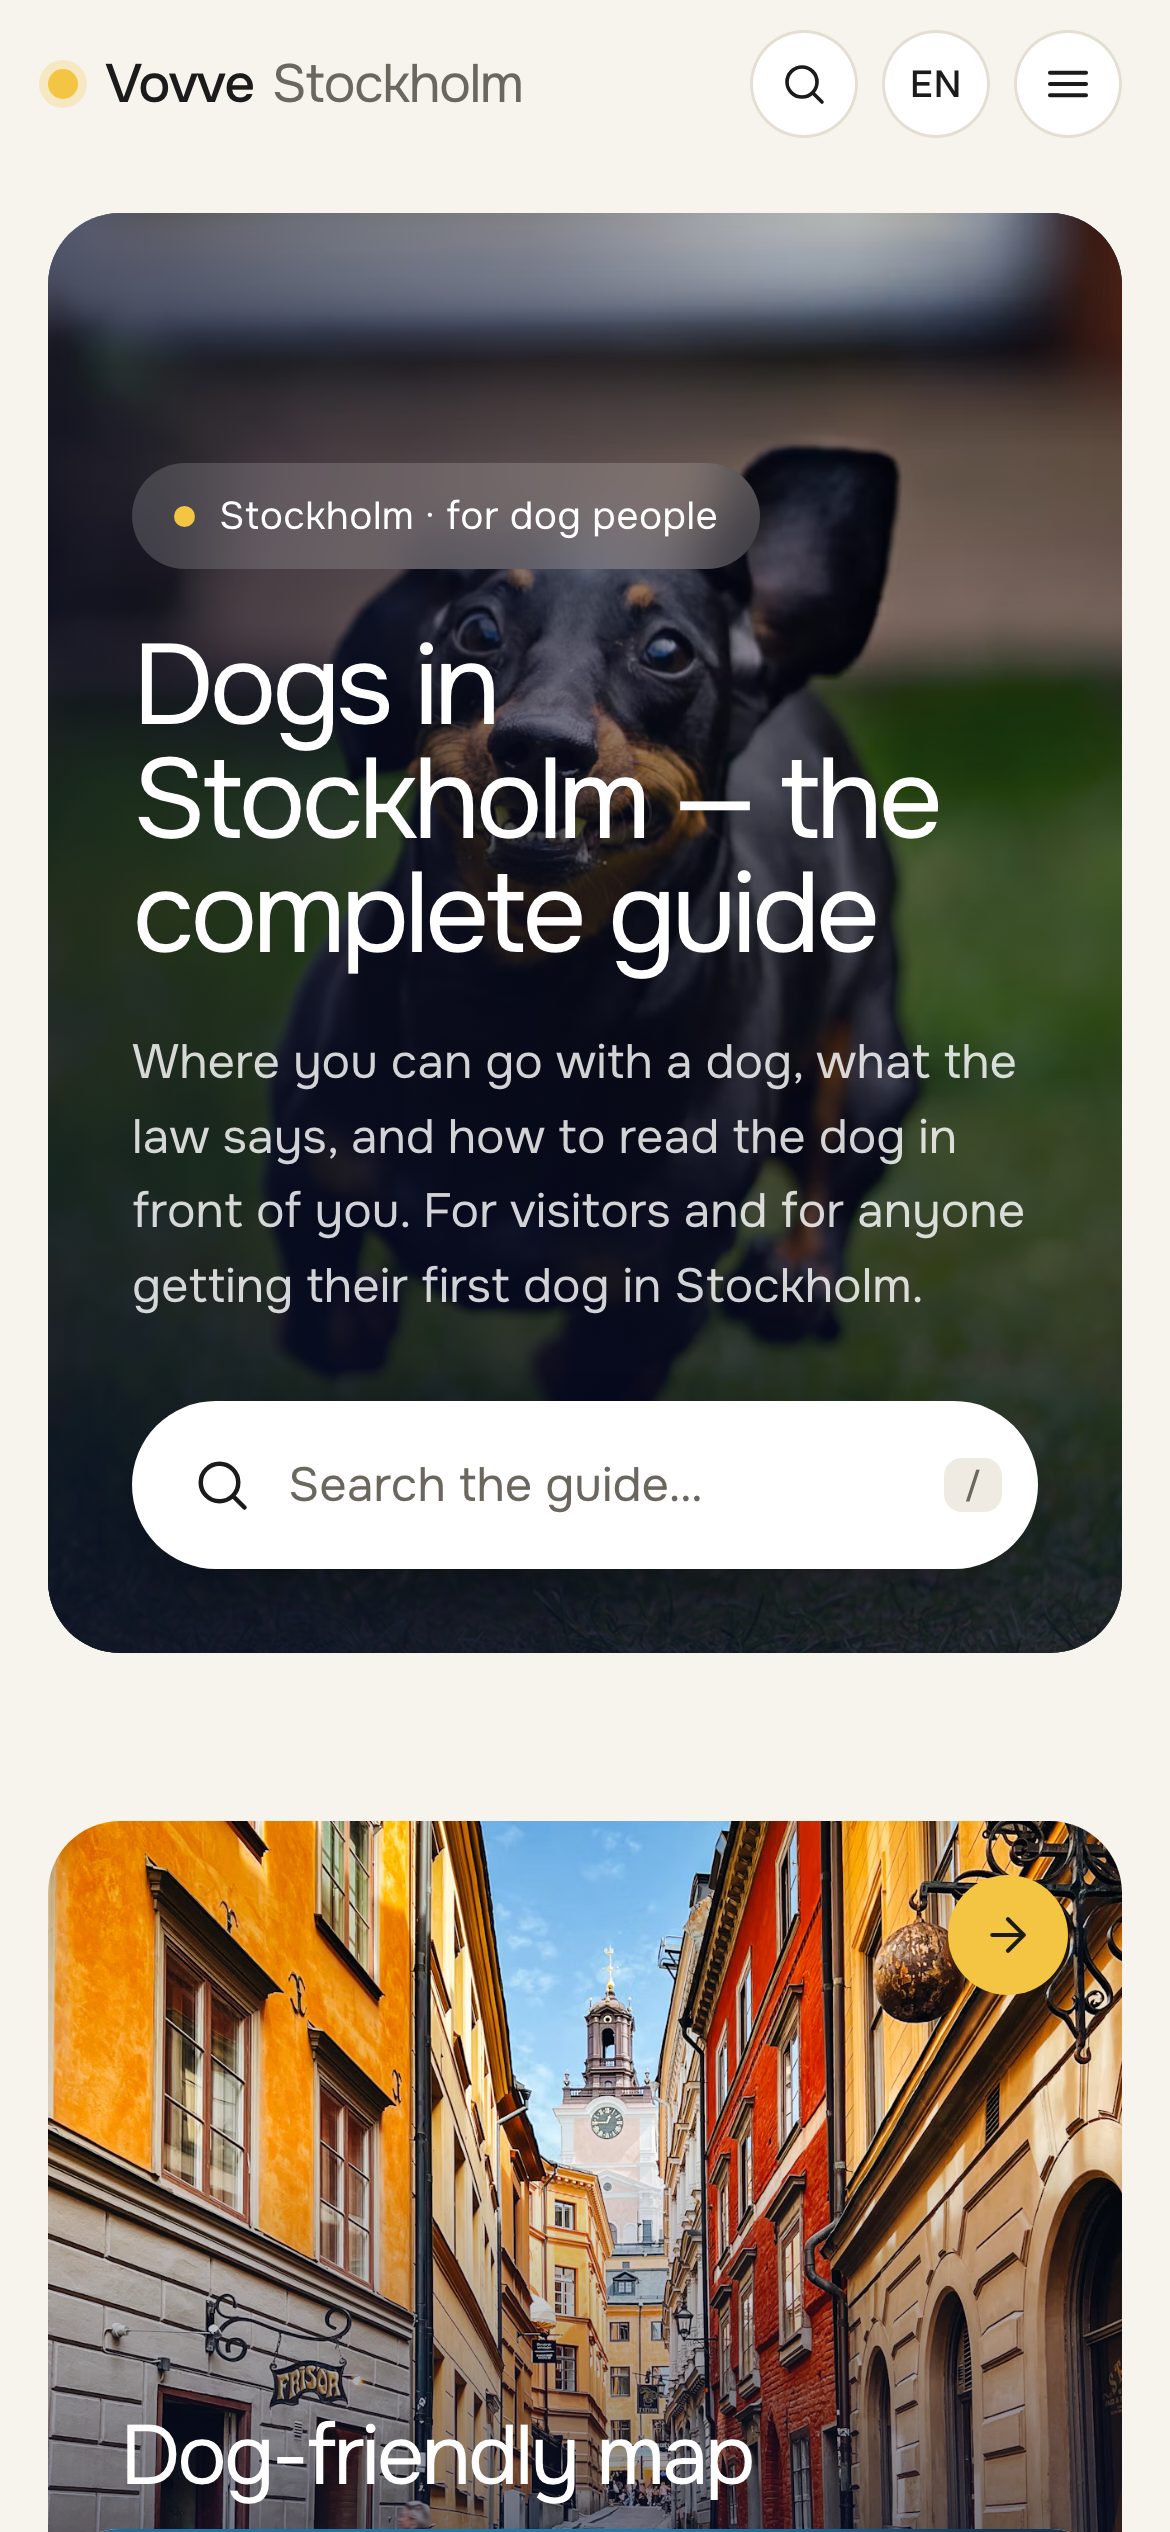 Vovve Stockholm
EN
Stockholm · for dog people
Dogs in
Stockholm — the
complete guide
Where you can go with a dog, what the
law says, and how to read the dog in
front of you. For visitors and for anyone
getting their first dog in Stockholm.
Search the guide...
/
FRISÖR
Dog-friendly map